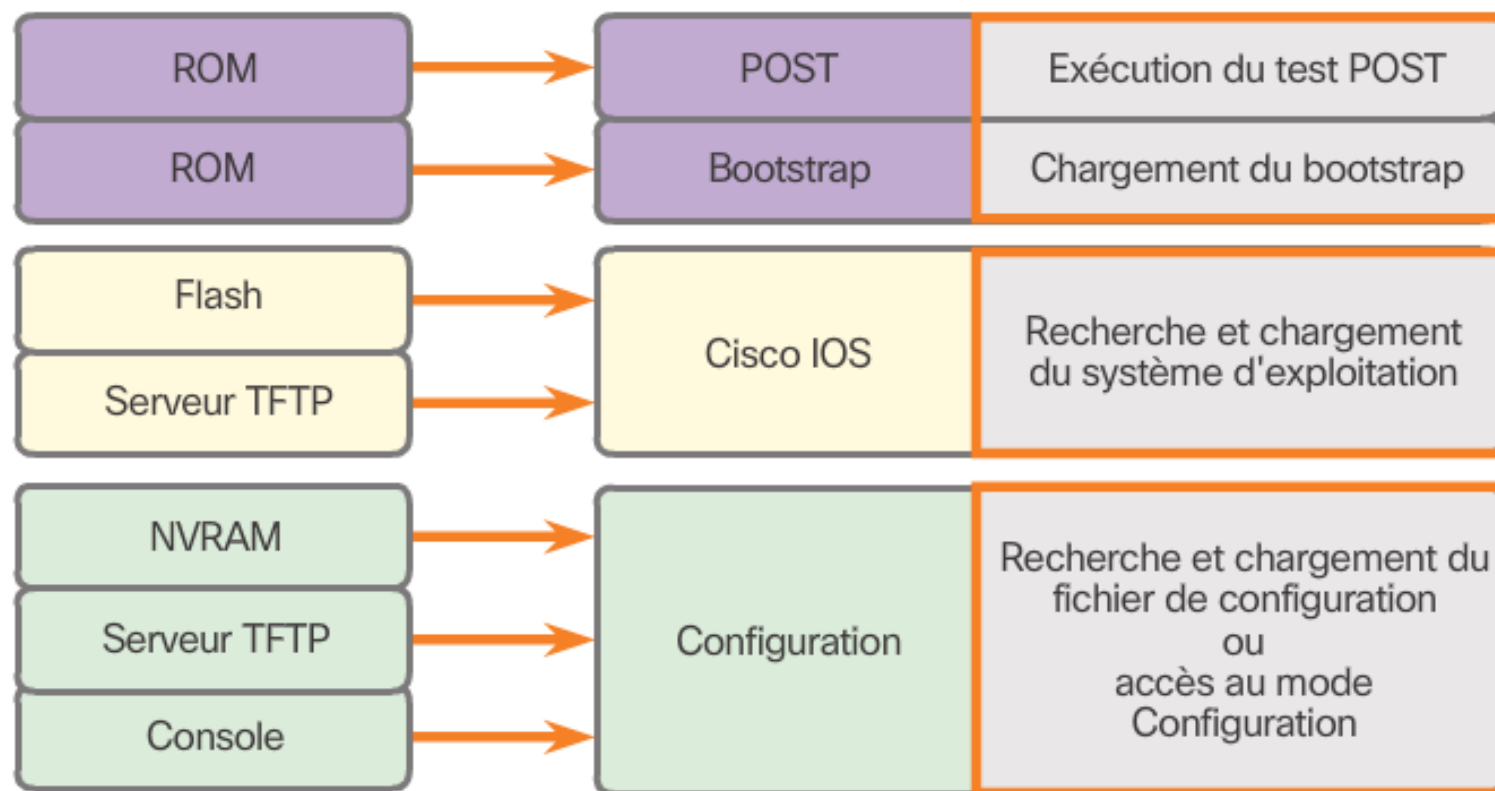 ROM
POST
Exécution du test POST
ROM
Bootstrap
Chargement du bootstrap
Flash
Serveur TFTP
Cisco IOS
Recherche et chargement
du système d'exploitation
NVRAM
Serveur TFTP
Console
Configuration
Recherche et chargement du
fichier de configuration
ou
accès au mode
Configuration